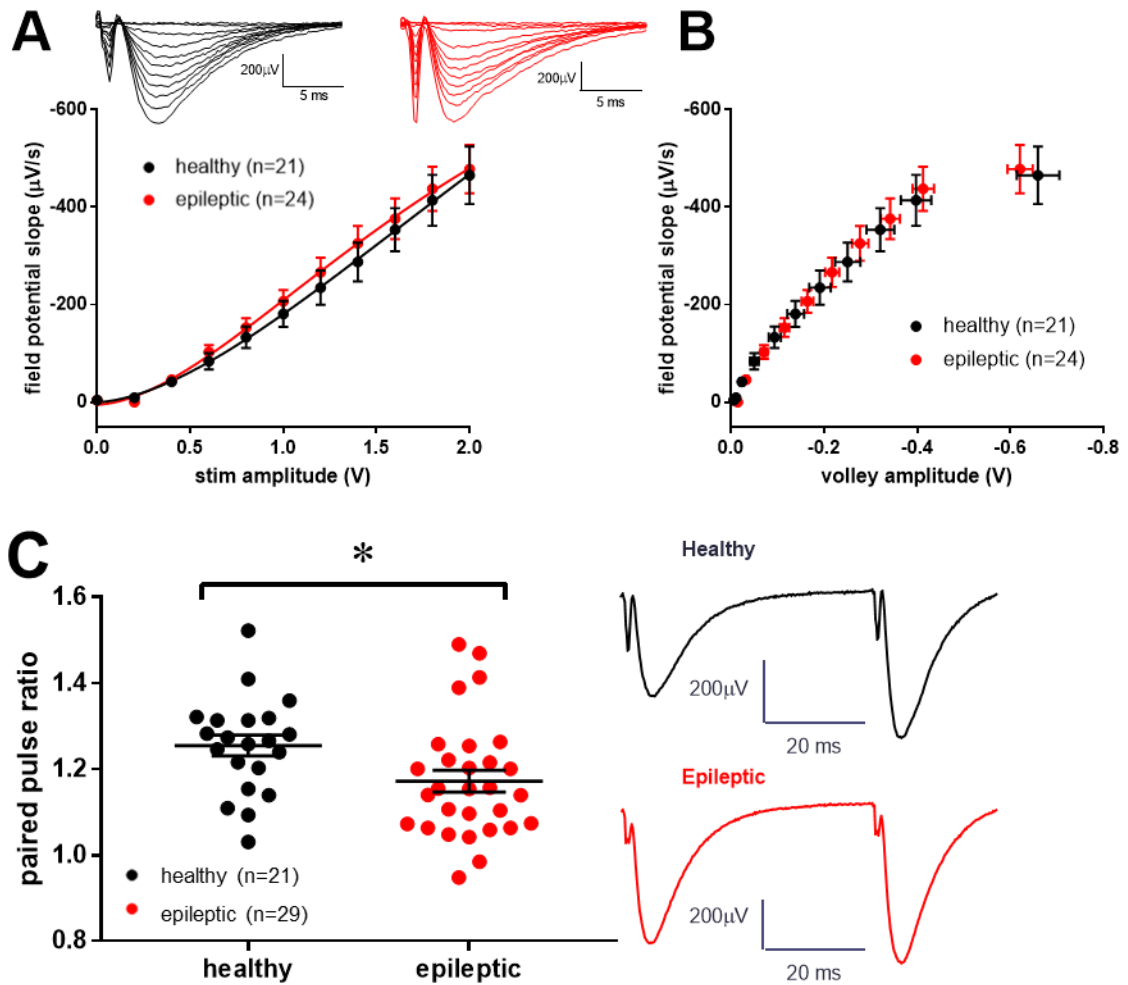 A
200μV
5 ms
200μV
5 ms
-600
-400
-200
0
field potential slope (μV/s)
healthy (n=21)
epileptic (n=24)
0.0 0.5 1.0 1.5 2.0
stim amplitude (V)
B
-600
-400
-200
0
field potential slope (μV/s)
healthy (n=21)
epileptic (n=24)
0.0 -0.2 -0.4 -0.6 -0.8
volley amplitude (V)
C
*
1.6
1.4
1.2
1.0
0.8
paired pulse ratio
healthy (n=21)
epileptic (n=29)
healthy epileptic
Healthy
200μV
20 ms
Epileptic
200μV
20 ms